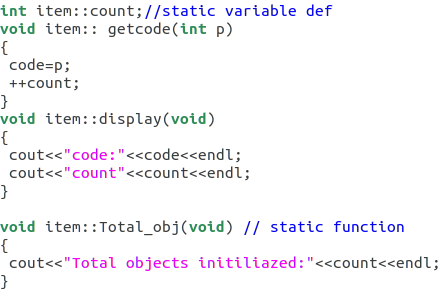 int item::count;//static variable def
void item:: getcode(int p)
{
 code=p;
 ++count;
}
void item::display(void)
{
 cout<<"code:"<<code<<endl;
 cout<<"count"<<count<<endl;
}

void item::Total_obj(void) // static function
{
 cout<<"Total objects initiliazed:"<<count<<endl;
}